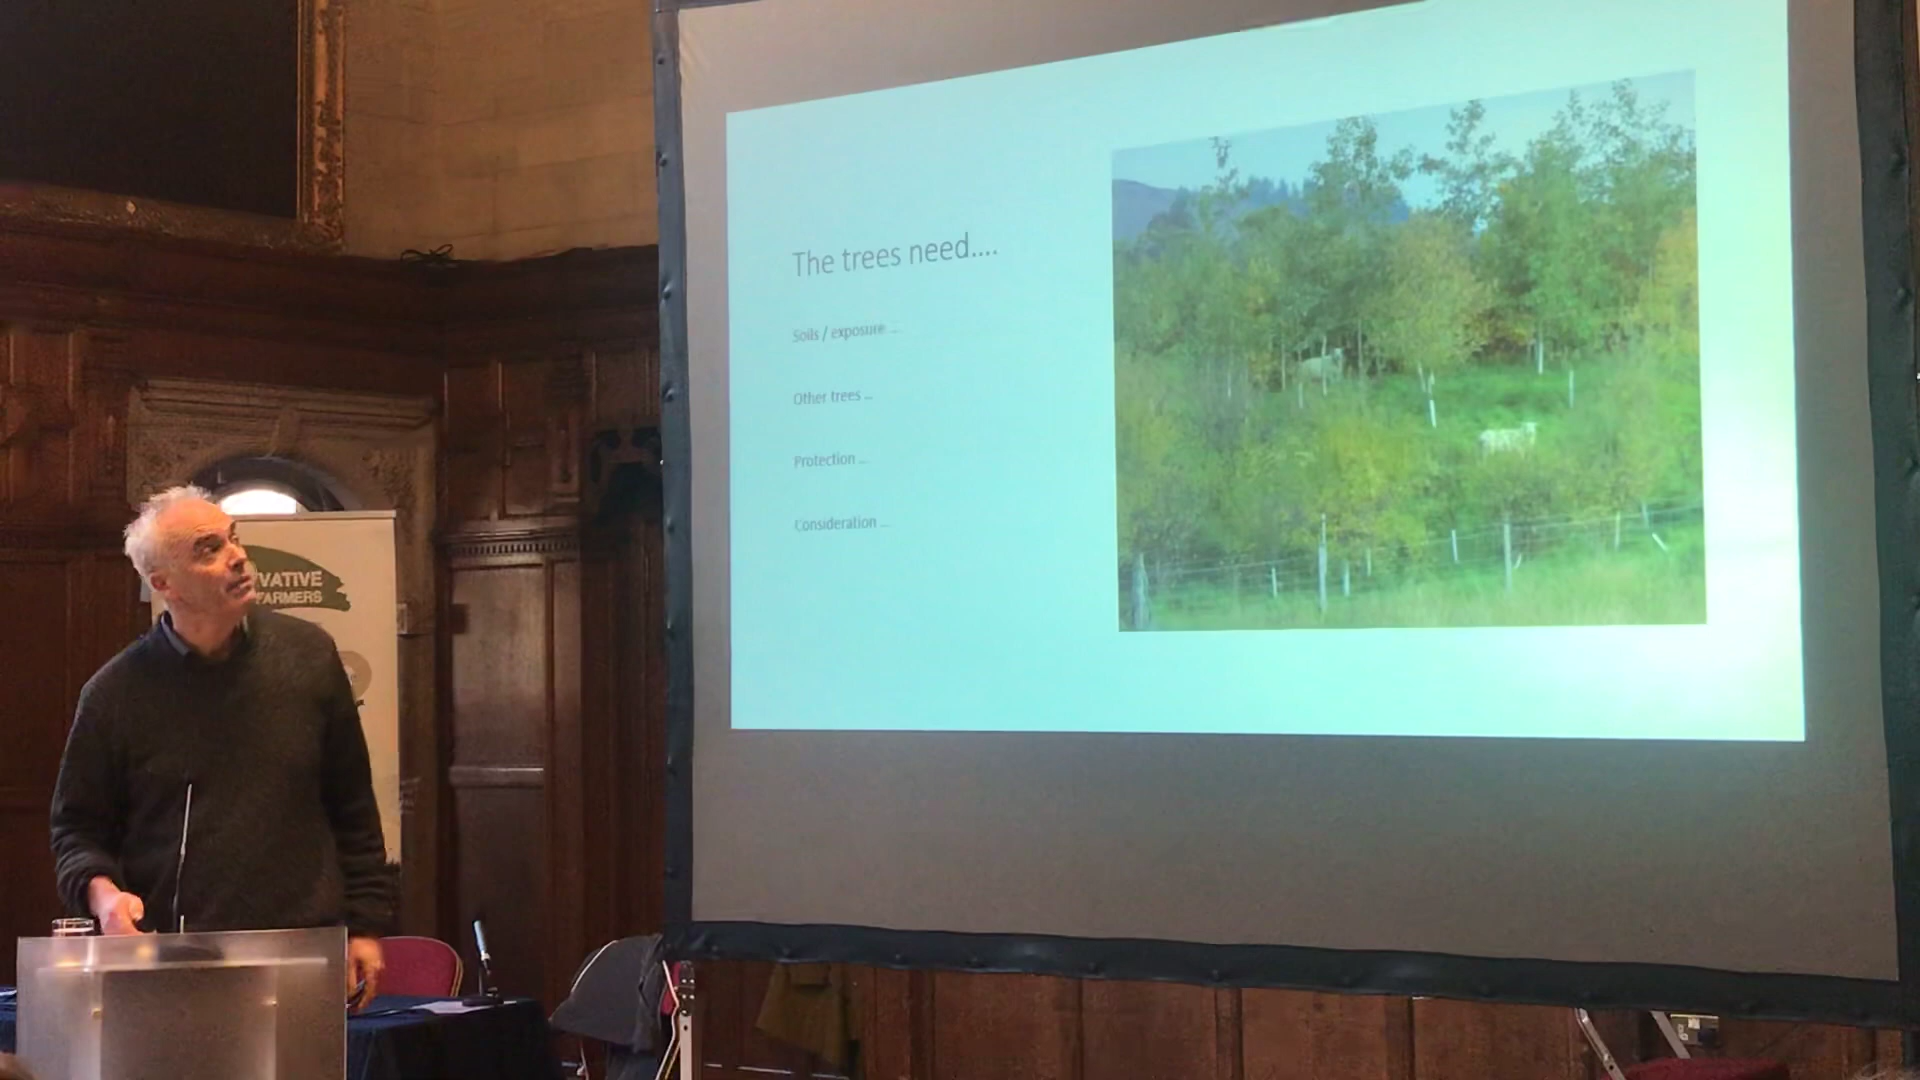 The trees need....
Soils / exposure ...
Other trees ...
Protection ...
Consideration ...
VATIVE
FARMERS